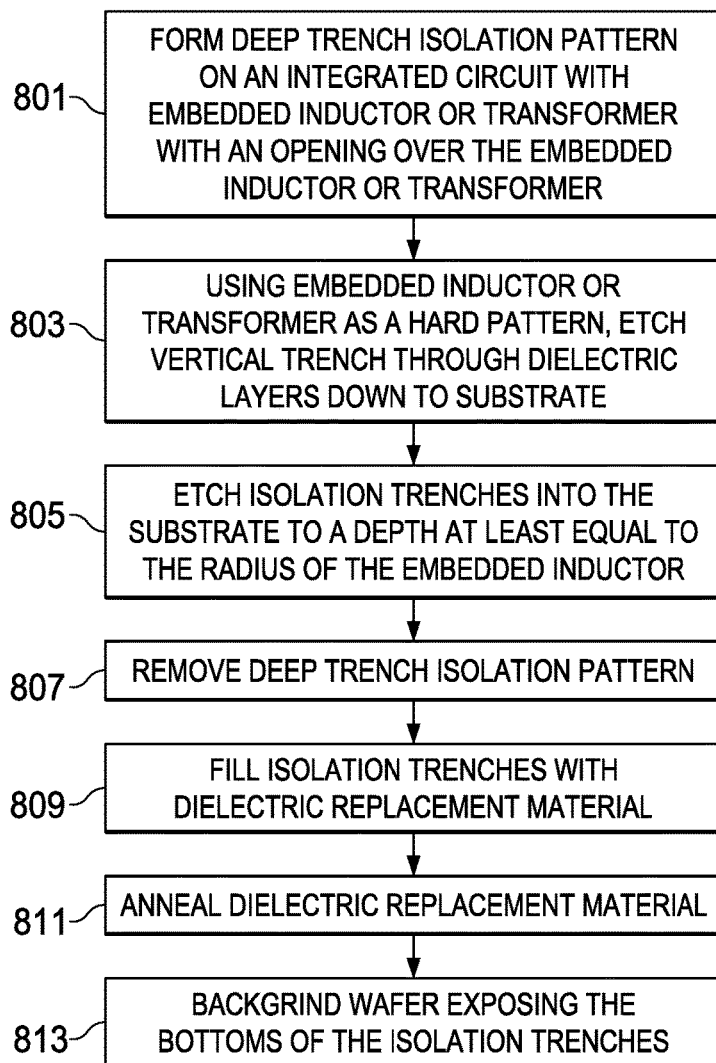 801
FORM DEEP TRENCH ISOLATION PATTERN
ON AN INTEGRATED CIRCUIT WITH
EMBEDDED INDUCTOR OR TRANSFORMER
WITH AN OPENING OVER THE EMBEDDED
INDUCTOR OR TRANSFORMER
803
USING EMBEDDED INDUCTOR OR
TRANSFORMER AS A HARD PATTERN, ETCH
VERTICAL TRENCH THROUGH DIELECTRIC
LAYERS DOWN TO SUBSTRATE
805
ETCH ISOLATION TRENCHES INTO THE
SUBSTRATE TO A DEPTH AT LEAST EQUAL TO
THE RADIUS OF THE EMBEDDED INDUCTOR
807
REMOVE DEEP TRENCH ISOLATION PATTERN
809
FILL ISOLATION TRENCHES WITH
DIELECTRIC REPLACEMENT MATERIAL
811
ANNEAL DIELECTRIC REPLACEMENT MATERIAL
813
BACKGRIND WAFER EXPOSING THE
BOTTOMS OF THE ISOLATION TRENCHES